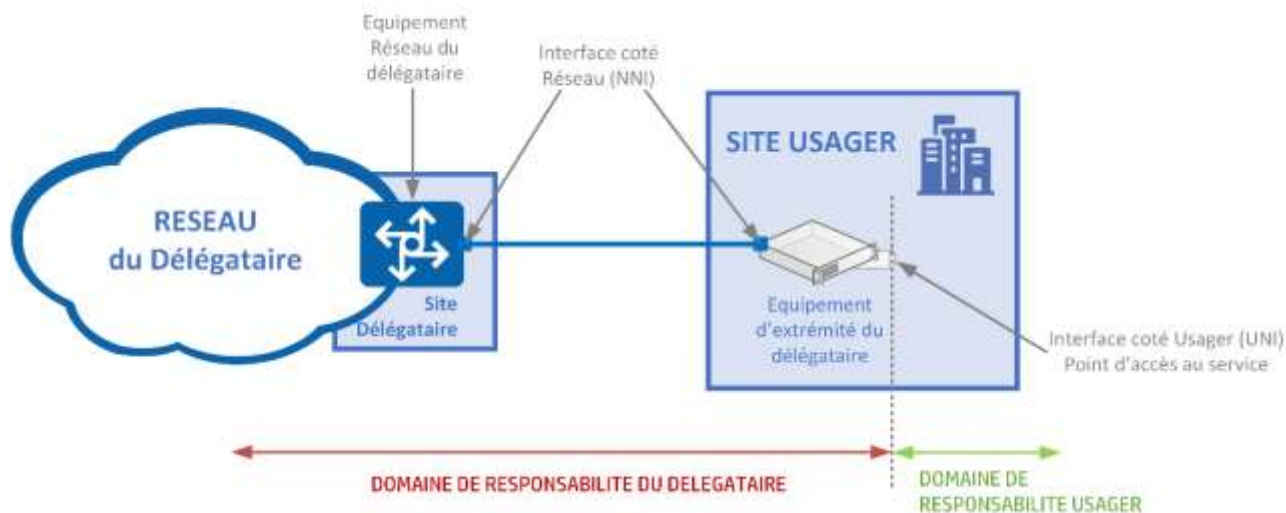 Equipement
Réseau du
délégataire
Interface coté
Réseau (NNI)
SITE USAGER
RESEAU
du Délégataire
Site
Délégataire
Equipement
d'extrémité du
délégataire
Interface coté Usager (UNI)
Point d'accès au service
DOMAINE DE RESPONSABILITE DU DELEGATAIRE
DOMAINE DE
RESPONSABILITE USAGER